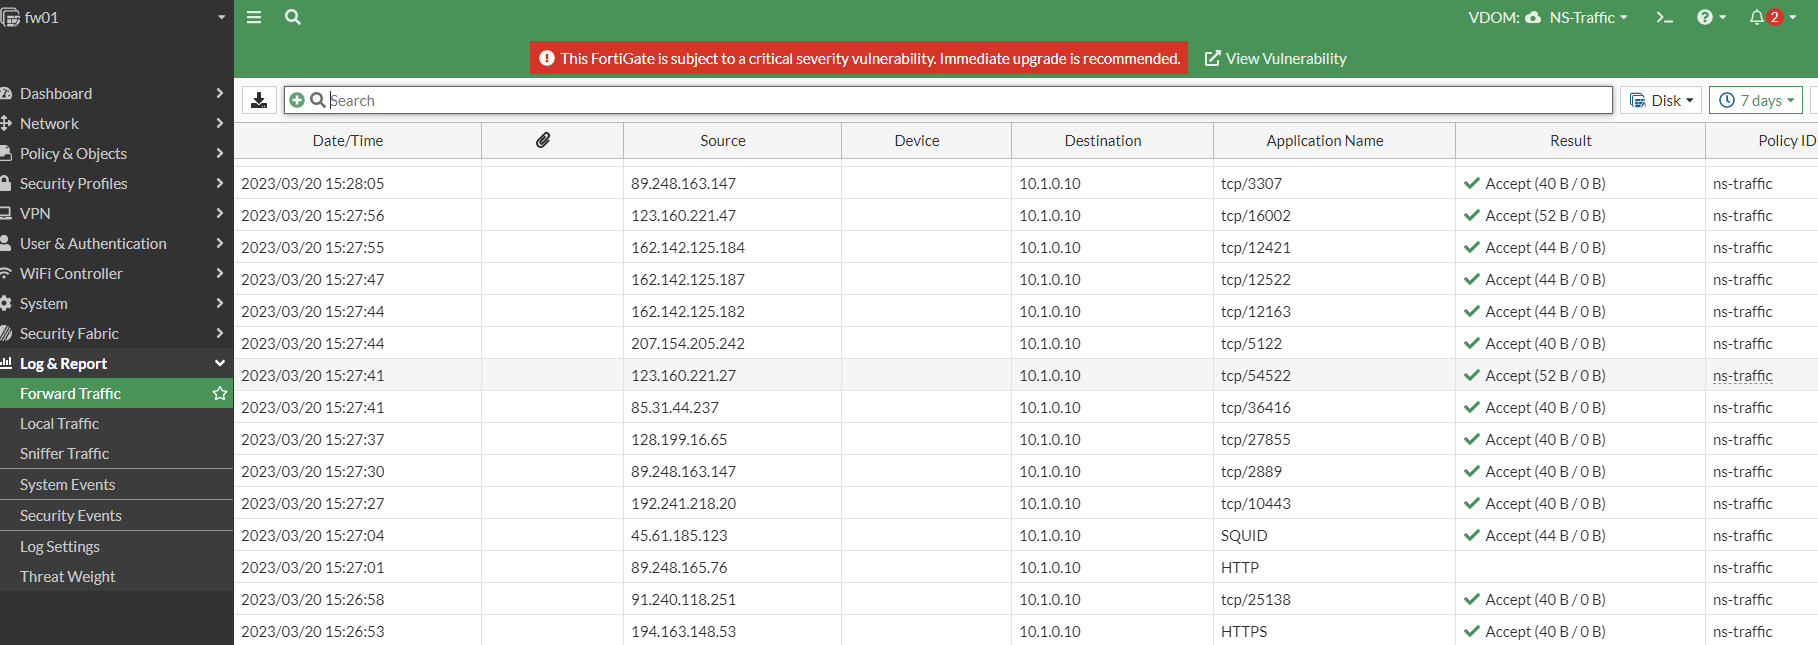 fw01
VDOM: NS-Traffic
2
This FortiGate is subject to a critical severity vulnerability. Immediate upgrade is recommended.
View Vulnerability
Dashboard
Network
Policy & Objects
Security Profiles
VPN
User & Authentication
WiFi Controller
System
Security Fabric
Log & Report
Forward Traffic
Local Traffic
Sniffer Traffic
System Events
Security Events
Log Settings
Threat Weight
Search
Disk
7 days
Date/Time Source Device Destination Application Name Result Policy ID
2023/03/20 15:28:05 89.248.163.147 10.1.0.10 tcp/3307 Accept (40 B / 0 B) ns-traffic
2023/03/20 15:27:56 123.160.221.47 10.1.0.10 tcp/16002 Accept (52 B / 0 B) ns-traffic
2023/03/20 15:27:55 162.142.125.184 10.1.0.10 tcp/12421 Accept (44 B / 0 B) ns-traffic
2023/03/20 15:27:47 162.142.125.187 10.1.0.10 tcp/12522 Accept (44 B / 0 B) ns-traffic
2023/03/20 15:27:44 162.142.125.182 10.1.0.10 tcp/12163 Accept (44 B / 0 B) ns-traffic
2023/03/20 15:27:44 207.154.205.242 10.1.0.10 tcp/5122 Accept (40 B / 0 B) ns-traffic
2023/03/20 15:27:41 123.160.221.27 10.1.0.10 tcp/54522 Accept (52 B / 0 B) ns-traffic
2023/03/20 15:27:41 85.31.44.237 10.1.0.10 tcp/36416 Accept (40 B / 0 B) ns-traffic
2023/03/20 15:27:37 128.199.16.65 10.1.0.10 tcp/27855 Accept (40 B / 0 B) ns-traffic
2023/03/20 15:27:30 89.248.163.147 10.1.0.10 tcp/2889 Accept (40 B / 0 B) ns-traffic
2023/03/20 15:27:27 192.241.218.20 10.1.0.10 tcp/10443 Accept (40 B / 0 B) ns-traffic
2023/03/20 15:27:04 45.61.185.123 10.1.0.10 SQUID Accept (44 B / 0 B) ns-traffic
2023/03/20 15:27:01 89.248.165.76 10.1.0.10 HTTP ns-traffic
2023/03/20 15:26:58 91.240.118.251 10.1.0.10 tcp/25138 Accept (40 B / 0 B) ns-traffic
2023/03/20 15:26:53 194.163.148.53 10.1.0.10 HTTPS Accept (40 B / 0 B) ns-traffic